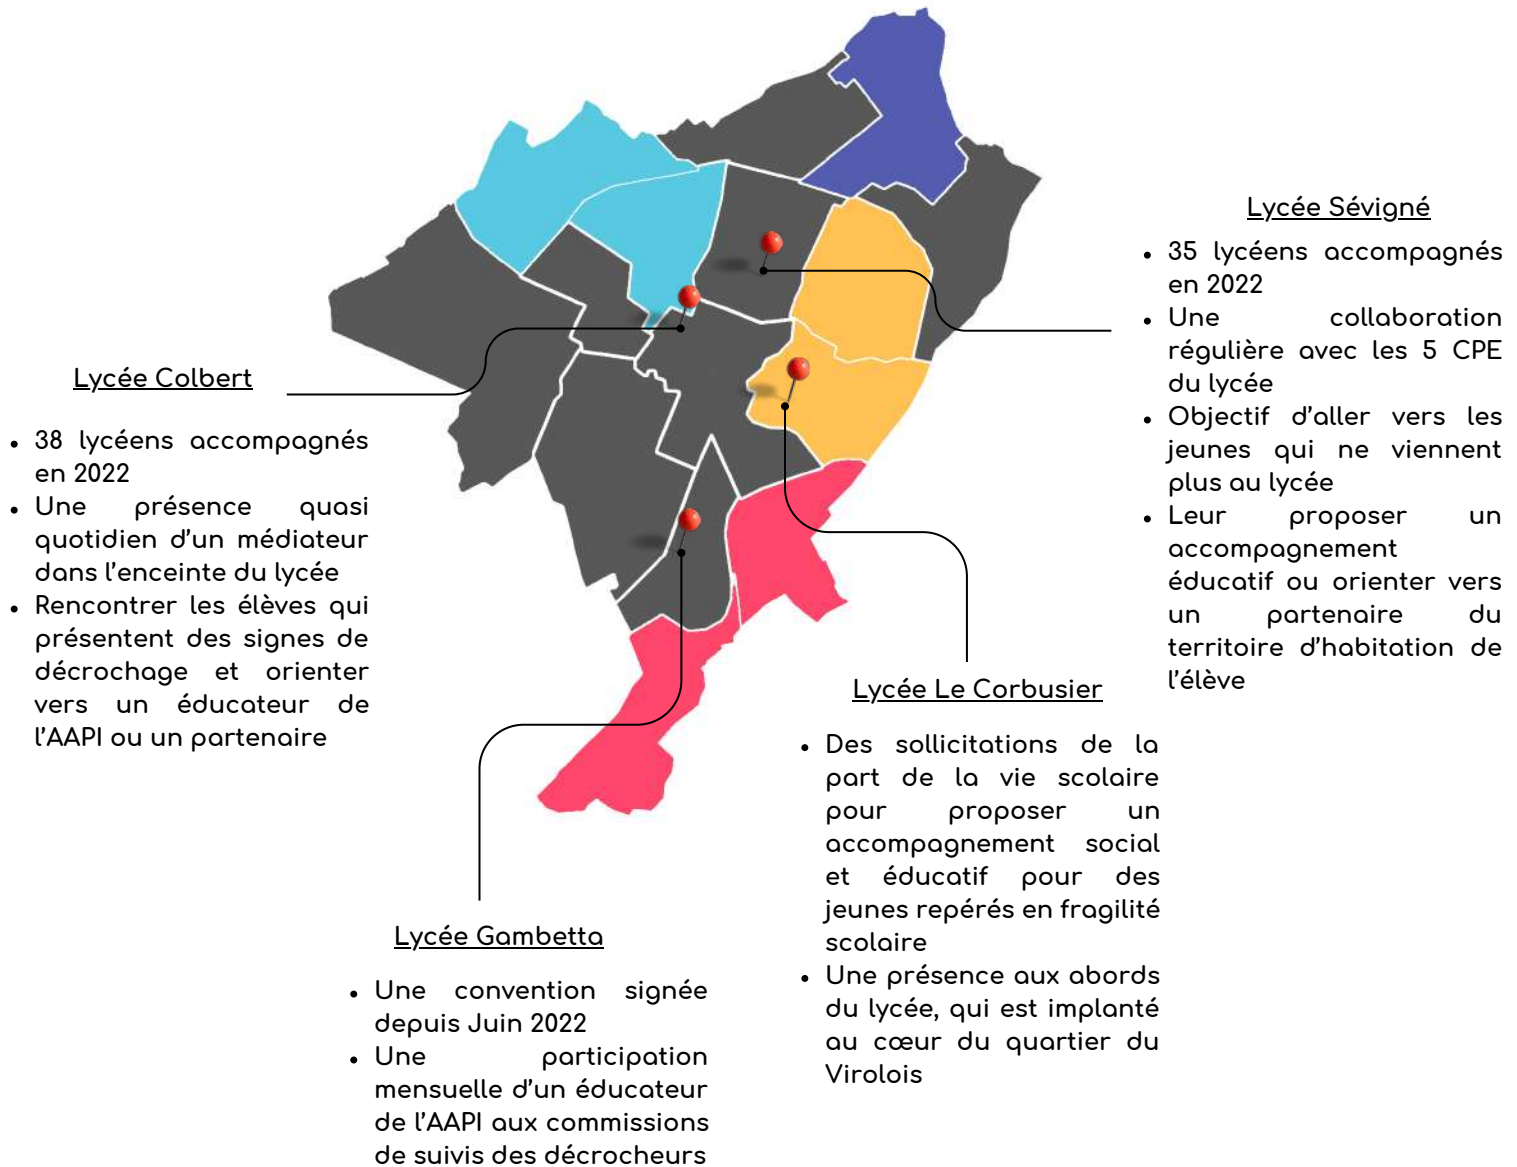 Lycée Sévigné
• 35 lycéens accompagnés
en 2022
• Une collaboration
régulière avec les 5 CPE
du lycée
• Objectif d'aller vers les
jeunes qui ne viennent
plus au lycée
• Leur proposer un
accompagnement
éducatif ou orienter vers
un partenaire du
territoire d'habitation de
l'élève
Lycée Colbert
• 38 lycéens accompagnés
en 2022
• Une présence quasi
quotidien d'un médiateur
dans l'enceinte du lycée
• Rencontrer les élèves qui
présentent des signes de
décrochage et orienter
vers un éducateur de
l'AAPI ou un partenaire
Lycée Le Corbusier
• Des sollicitations de la
part de la vie scolaire
pour proposer un
accompagnement social
et éducatif pour des
jeunes repérés en fragilité
scolaire
• Une présence aux abords
du lycée, qui est implanté
au cœur du quartier du
Virolois
Lycée Gambetta
• Une convention signée
depuis Juin 2022
• Une participation
mensuelle d'un éducateur
de l'AAPI aux commissions
de suivis des décrocheurs